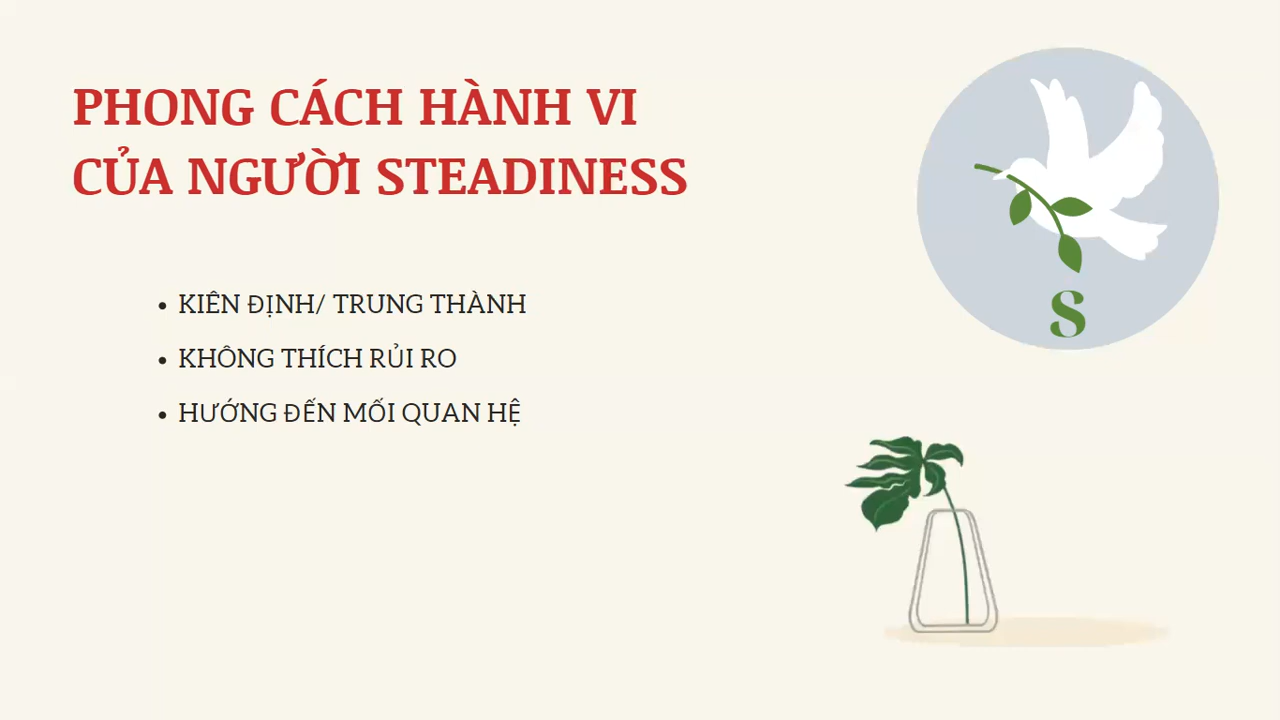 PHONG CÁCH HÀNH VI
CỦA NGƯỜI STEADINESS
• KIÊN ĐỊNH/ TRUNG THÀNH
• KHÔNG THÍCH RỦI RO
• HƯỚNG ĐẾN MỐI QUAN HỆ
S